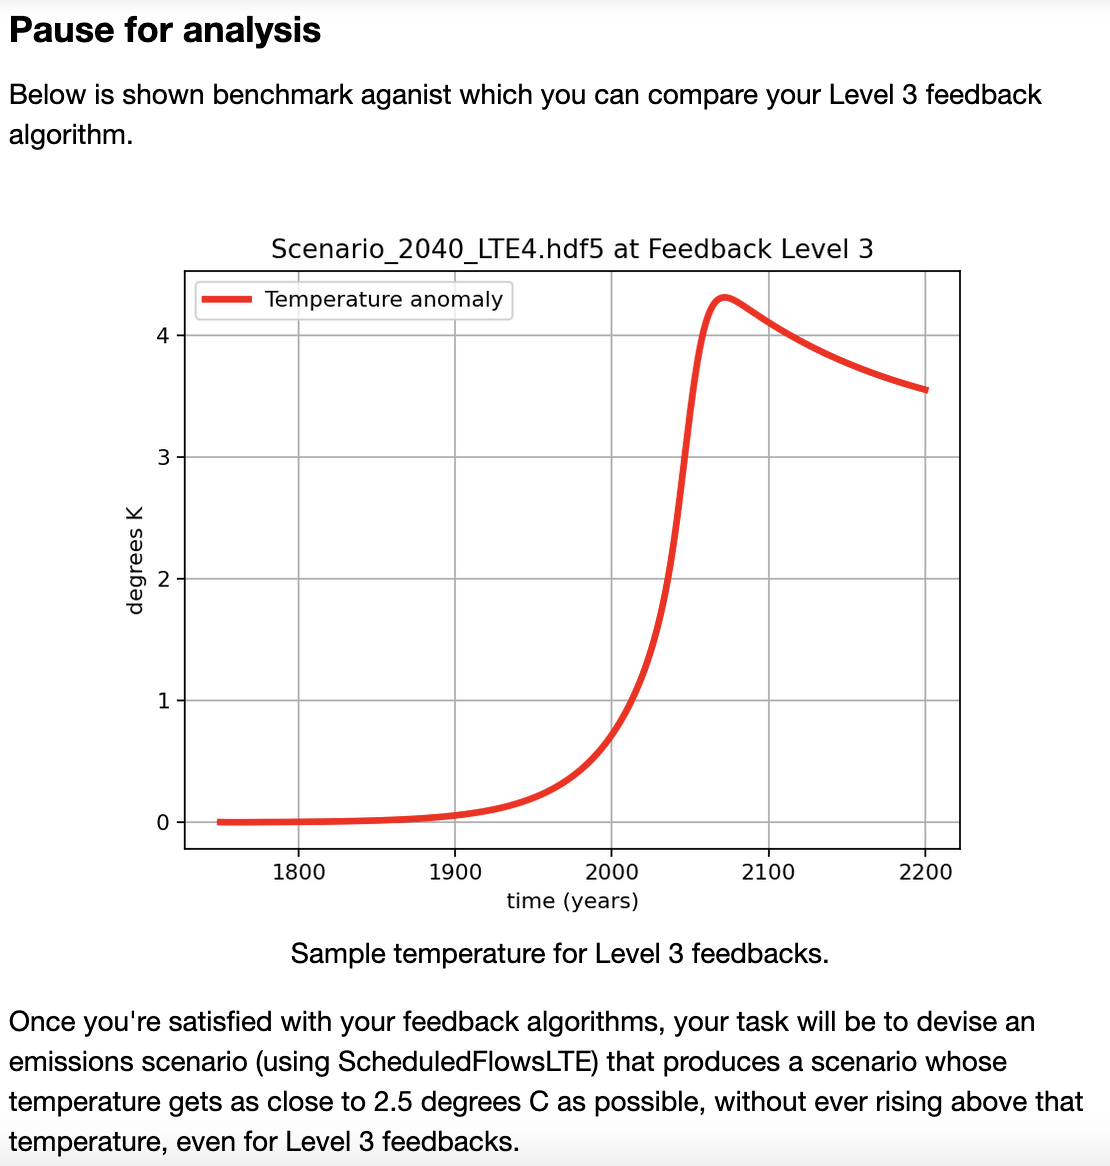 Pause for analysis
Below is shown benchmark aganist which you can compare your Level 3 feedback
algorithm.
Scenario_2040_LTE4.hdf5 at Feedback Level 3
Temperature anomaly
4
3
2
1
0
degrees K
1800 1900 2000 2100 2200
time (years)
Sample temperature for Level 3 feedbacks.
Once you're satisfied with your feedback algorithms, your task will be to devise an
emissions scenario (using ScheduledFlowsLTE) that produces a scenario whose
temperature gets as close to 2.5 degrees C as possible, without ever rising above that
temperature, even for Level 3 feedbacks.